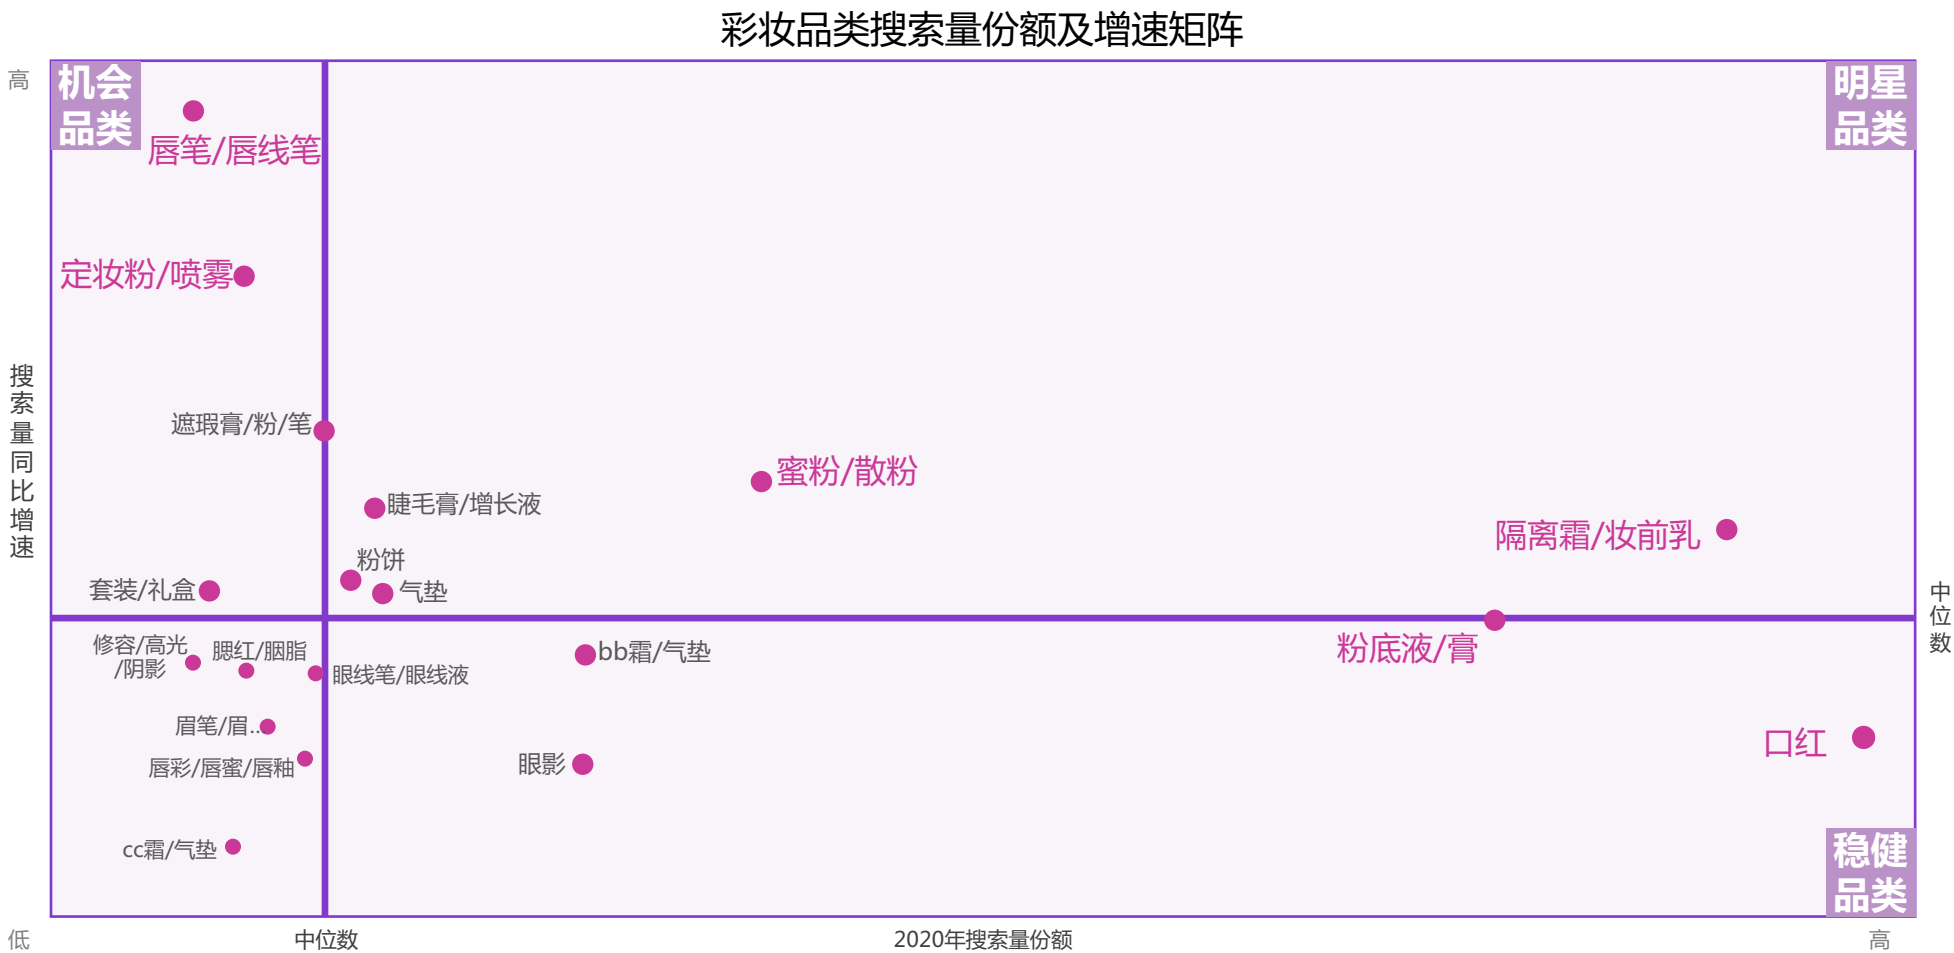 彩妆品类搜索量份额及增速矩阵
高
机会
品类
明星
品类
唇笔/唇线笔
定妆粉/喷雾
搜索量同比增速
遮瑕膏/粉/笔
蜜粉/散粉
睫毛膏/增长液
隔离霜/妆前乳
粉饼
套装/礼盒
气垫
中位数
修容/高光
/阴影
腮红/胭脂
眼线笔/眼线液
bb霜/气垫
粉底液/膏
眉笔/眉...
唇彩/唇蜜/唇釉
眼影
口红
cc霜/气垫
稳健
品类
低
中位数
2020年搜索量份额
高